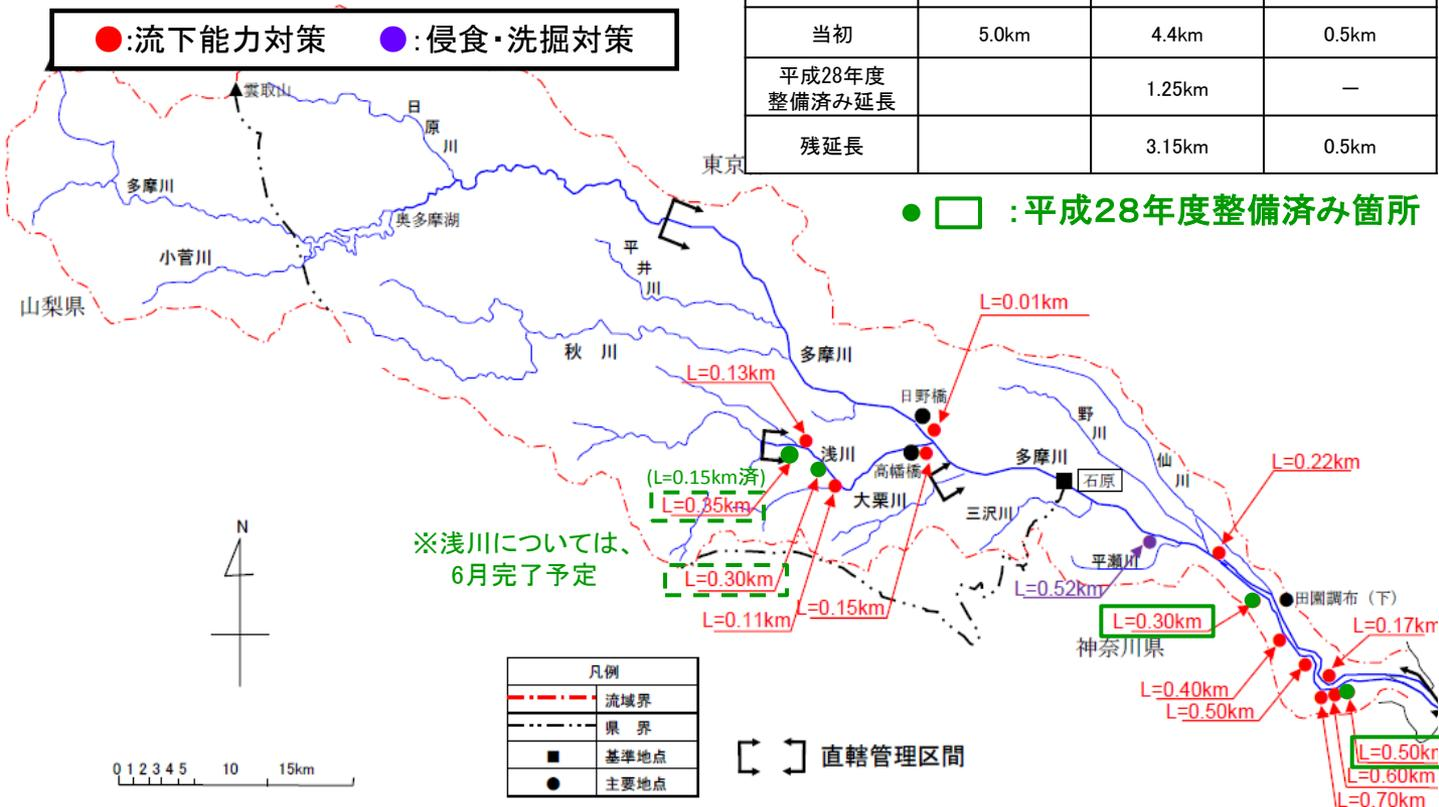 ●:流下能力対策 ●:侵食・洗掘対策
当初 5.0km 4.4km 0.5km
平成28年度
整備済み延長 1.25km －
残延長 3.15km 0.5km
●□ :平成28年度整備済み箇所
雲取山
日
原
川
東京
多摩川
奥多摩湖
小菅川
山梨県
平
井
川
秋 川
多摩川
L=0.01km
L=0.13km
日野橋
野
川
仙
川
浅川
高幡橋
多摩川
石原
L=0.22km
(L=0.15km済)
L=0.35km
大栗川
三沢川
※浅川については、
6月完了予定
平瀬川
L=0.52km
L=0.30km
L=0.11km
L=0.15km
L=0.30km
田園調布（下）
神奈川県
L=0.17km
L=0.40km
L=0.50km
L=0.50km
L=0.60km
L=0.70km
N
0 1 2 3 4 5 10 15km
凡例
流域界
県 界
基準地点
主要地点
直轄管理区間